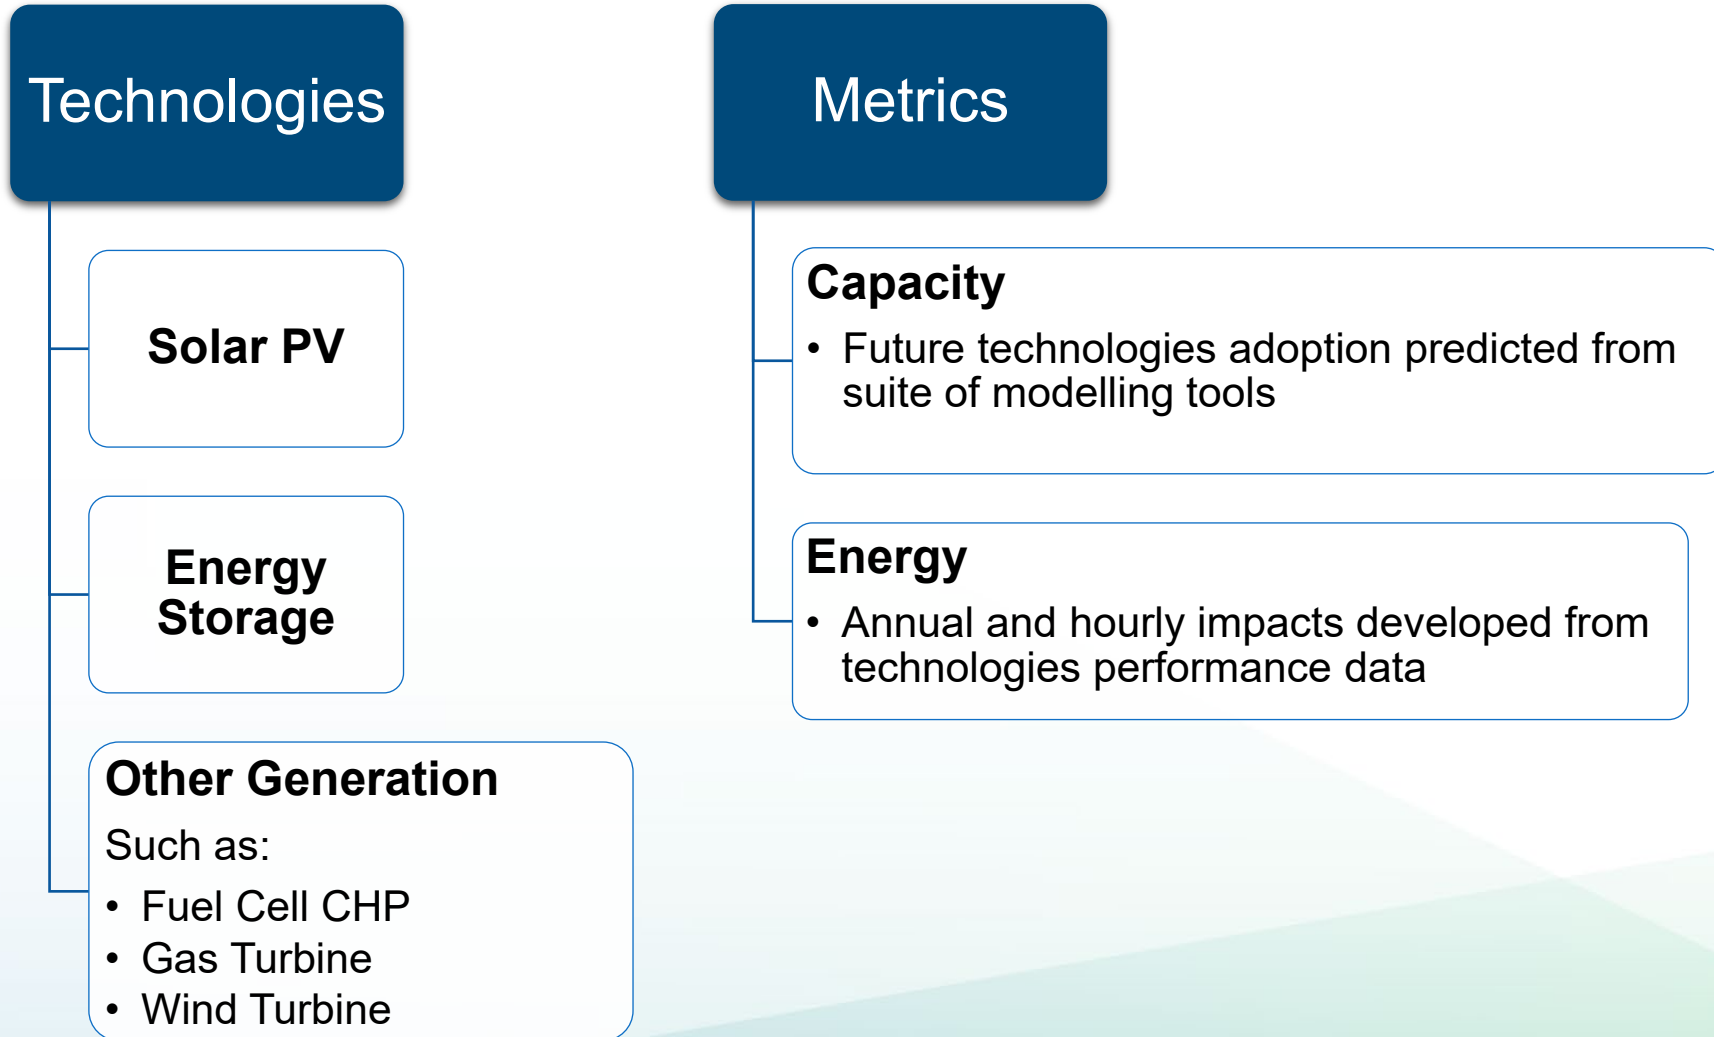 Technologies
Solar PV
Energy
Storage
Other Generation
Such as:
• Fuel Cell CHP
• Gas Turbine
• Wind Turbine
Metrics
Capacity
• Future technologies adoption predicted from
suite of modelling tools
Energy
• Annual and hourly impacts developed from
technologies performance data